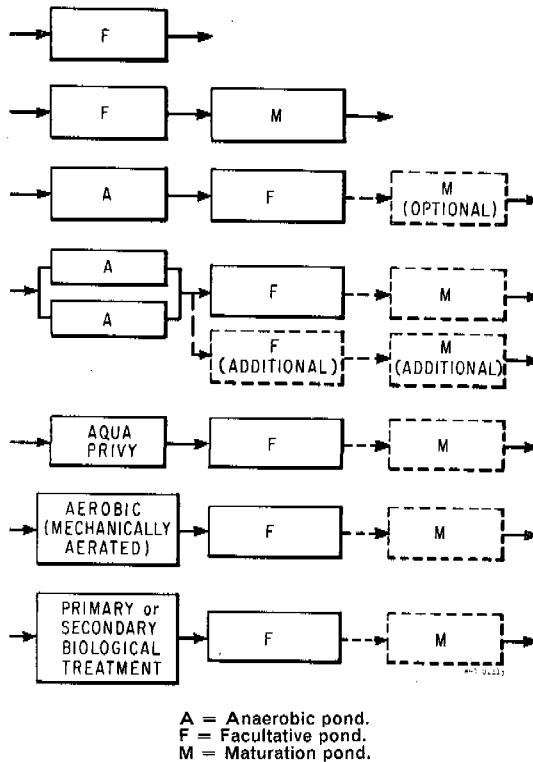 F
F
M
A
F
M
(OPTIONAL)
A
A
F
M
F
(ADDITIONAL)
M
(ADDITIONAL)
AQUA
PRIVY
F
M
AEROBIC
(MECHANICALLY
AERATED)
F
M
PRIMARY or
SECONDARY
BIOLOGICAL
TREATMENT
F
M
A = Anaerobic pond.
F = Facultative pond.
M = Maturation pond.